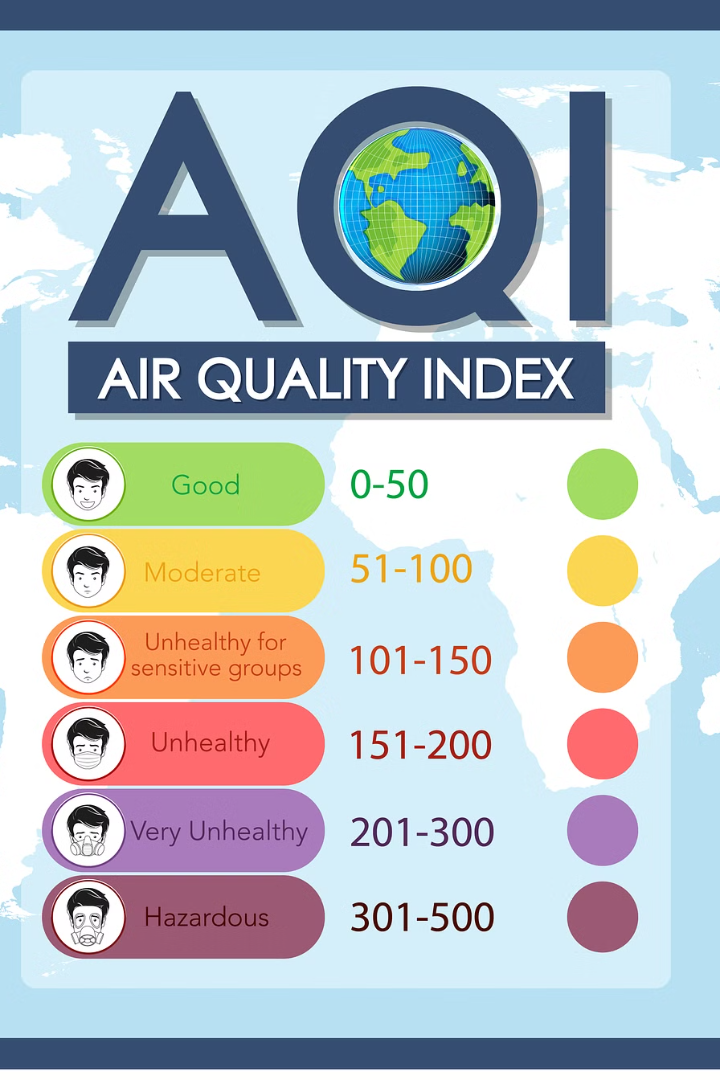 AQI
AIR QUALITY INDEX
Good 0-50
Moderate 51-100
Unhealthy for
sensitive groups 101-150
Unhealthy 151-200
Very Unhealthy 201-300
Hazardous 301-500